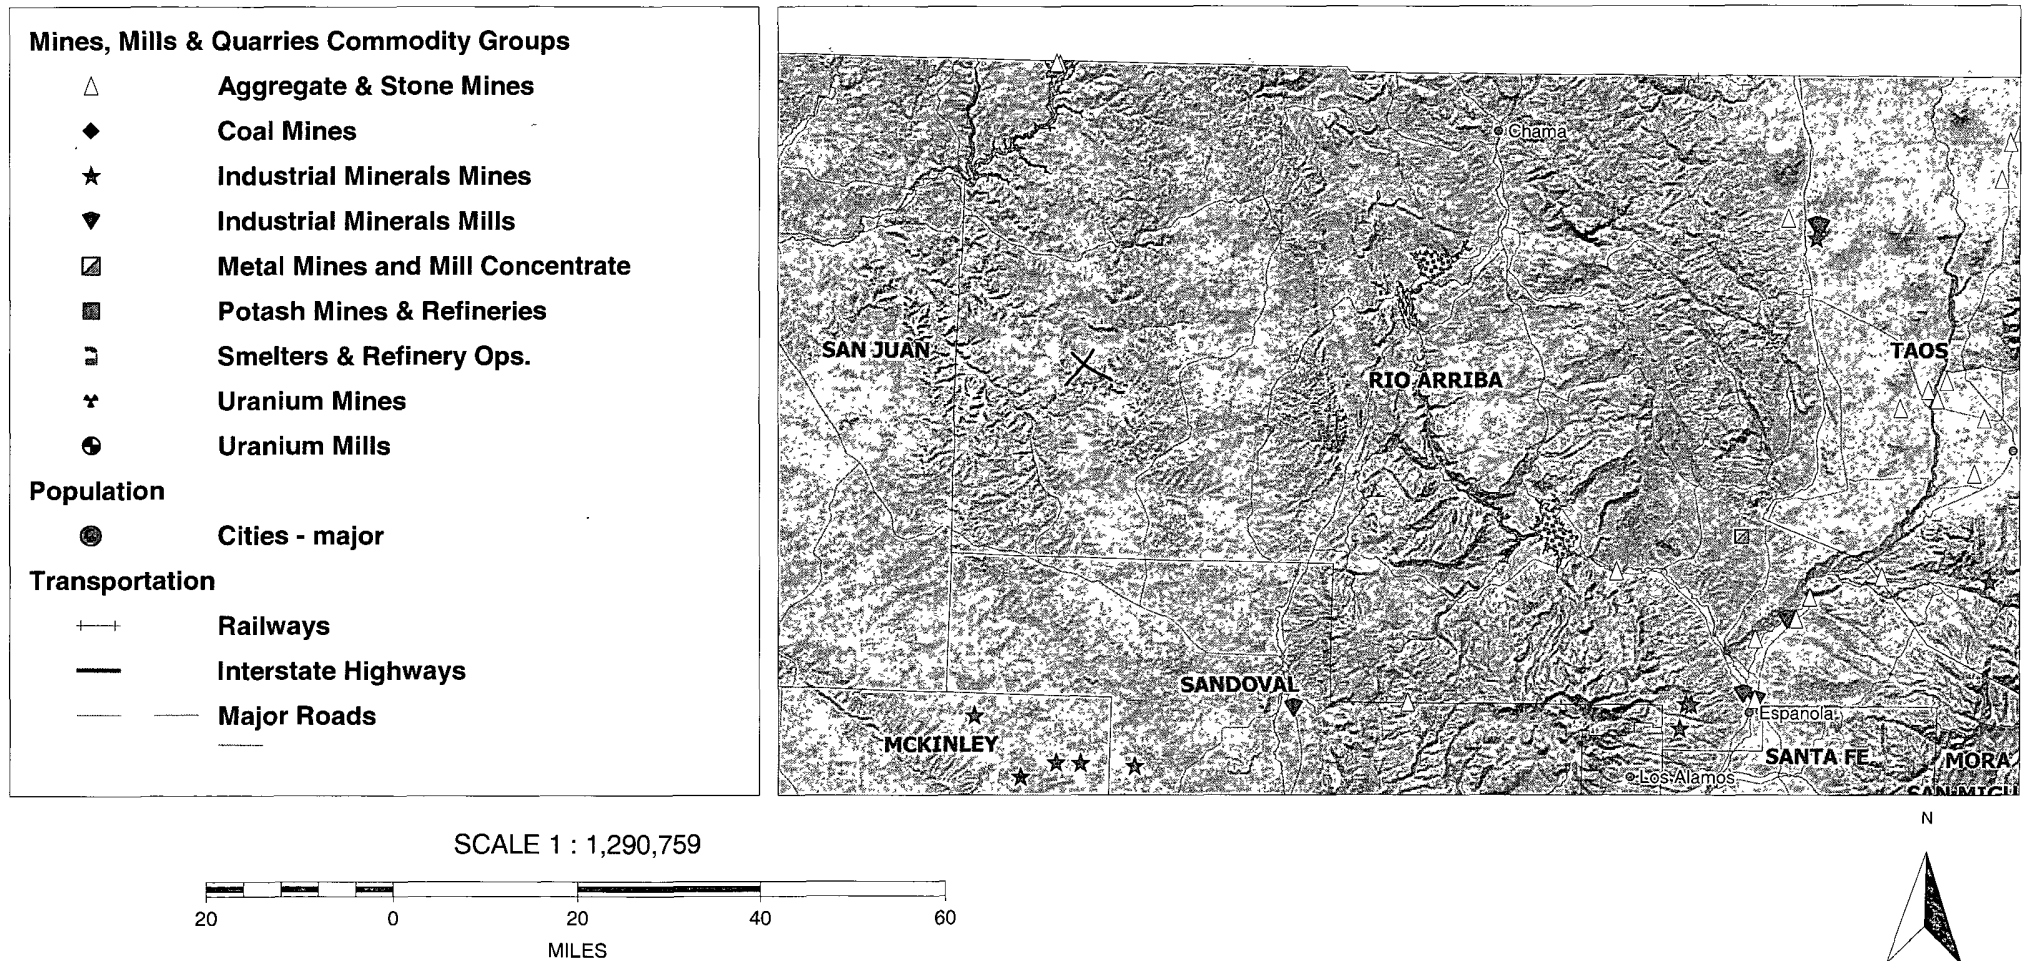 Mines, Mills & Quarries Commodity Groups
Aggregate & Stone Mines
Coal Mines
Industrial Minerals Mines
Industrial Minerals Mills
Metal Mines and Mill Concentrate
Potash Mines & Refineries
Smelters & Refinery Ops.
Uranium Mines
Uranium Mills
Population
Cities - major
Transportation
Railways
Interstate Highways
Major Roads
Chama
SAN JUAN
TAOS
RIO ARRIBA
SANDOVAL
Espanola
MCKINLEY
SANTA FE
MORA
Los Alamos
N
SCALE 1 : 1,290,759
20 0 20 40 60
MILES